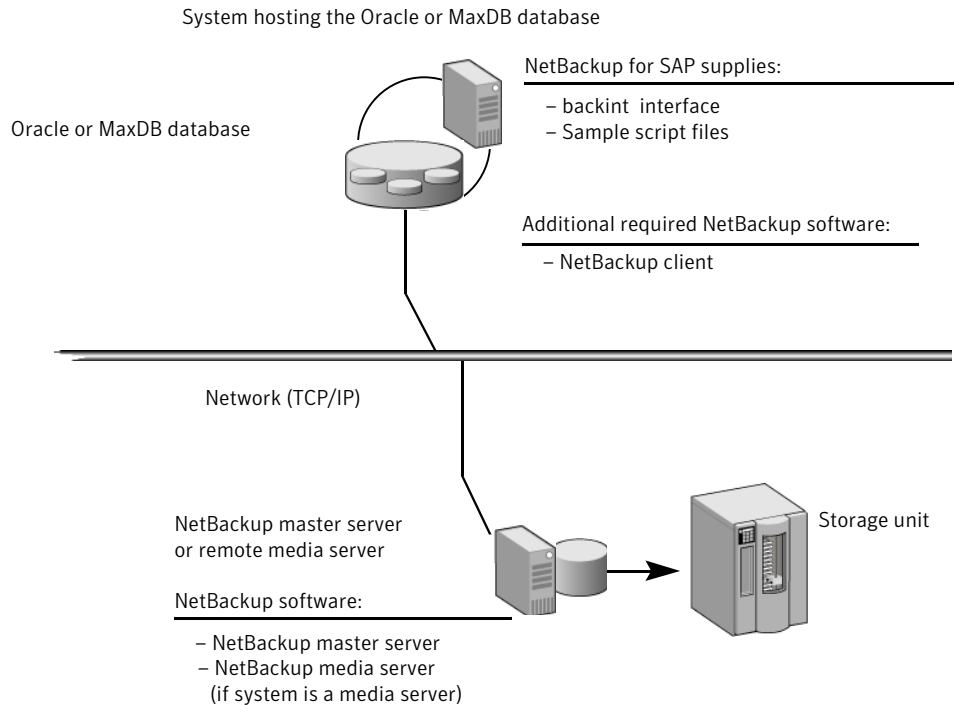 System hosting the Oracle or MaxDB database
NetBackup for SAP supplies:
– backint interface
– Sample script files
Oracle or MaxDB database
Additional required NetBackup software:
– NetBackup client
Network (TCP/IP)
NetBackup master server
or remote media server
Storage unit
NetBackup software:
– NetBackup master server
– NetBackup media server
(if system is a media server)